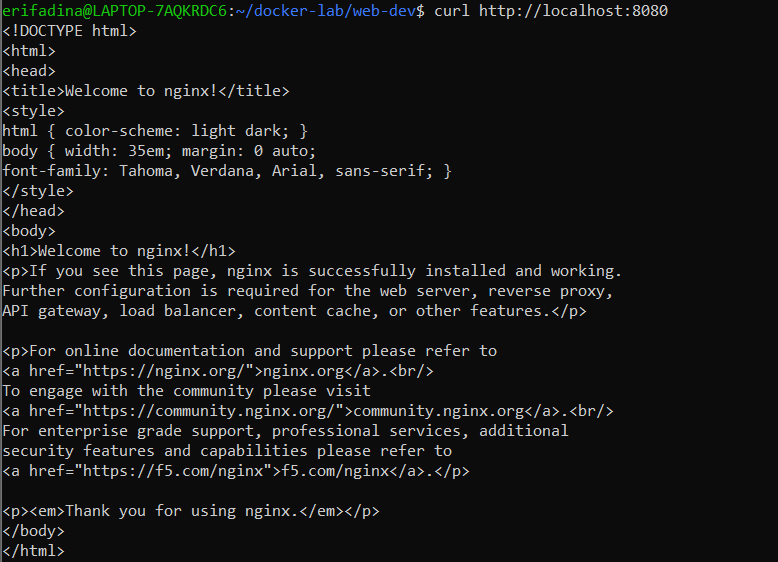 erifadina@LAPTOP-7AQKRDC6:~/docker-lab/web-dev$ curl http://localhost:8080
<!DOCTYPE html>
<html>
<head>
<title>Welcome to nginx!</title>
<style>
html { color-scheme: light dark; }
body { width: 35em; margin: 0 auto;
font-family: Tahoma, Verdana, Arial, sans-serif; }
</style>
</head>
<body>
<h1>Welcome to nginx!</h1>
<p>If you see this page, nginx is successfully installed and working.
Further configuration is required for the web server, reverse proxy,
API gateway, load balancer, content cache, or other features.</p>

<p>For online documentation and support please refer to
<a href="https://nginx.org/">nginx.org</a>.<br/>
To engage with the community please visit
<a href="https://community.nginx.org/">community.nginx.org</a>.<br/>
For enterprise grade support, professional services, additional
security features and capabilities please refer to
<a href="https://f5.com/nginx">f5.com/nginx</a>.</p>

<p><em>Thank you for using nginx.</em></p>
</body>
</html>